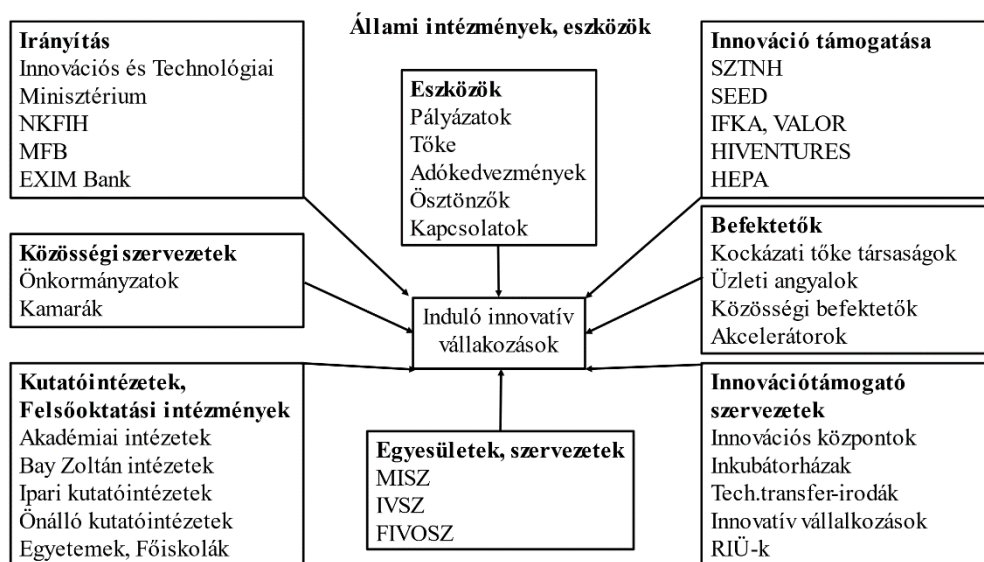 Állami intézmények, eszközök
Irányítás
Innovációs és Technológiai
Minisztérium
NKFIH
MFB
EXIM Bank
Eszközök
Pályázatok
Tőke
Adókedvezmények
Ösztönzők
Kapcsolatok
Innováció támogatása
SZTNH
SEED
IFKA, VALOR
HIVENTURES
HEPA
Közösségi szervezetek
Önkormányzatok
Kamarák
Induló innovatív
vállakozások
Befektetők
Kockázati tőke társaságok
Üzleti angyalok
Közösségi befektetők
Akcelerátorok
Kutatóintézetek,
Felsőoktatási intézmények
Akadémiai intézetek
Bay Zoltán intézetek
Ipari kutatóintézetek
Önálló kutatóintézetek
Egyetemek, Főiskolák
Egyesületek, szervezetek
MISZ
IVSZ
FIVOSZ
Innovációtámogató
szervezetek
Innovációs központok
Inkubátorházak
Tech.transfer-irodák
Innovatív vállalkozások
RIÜ-k